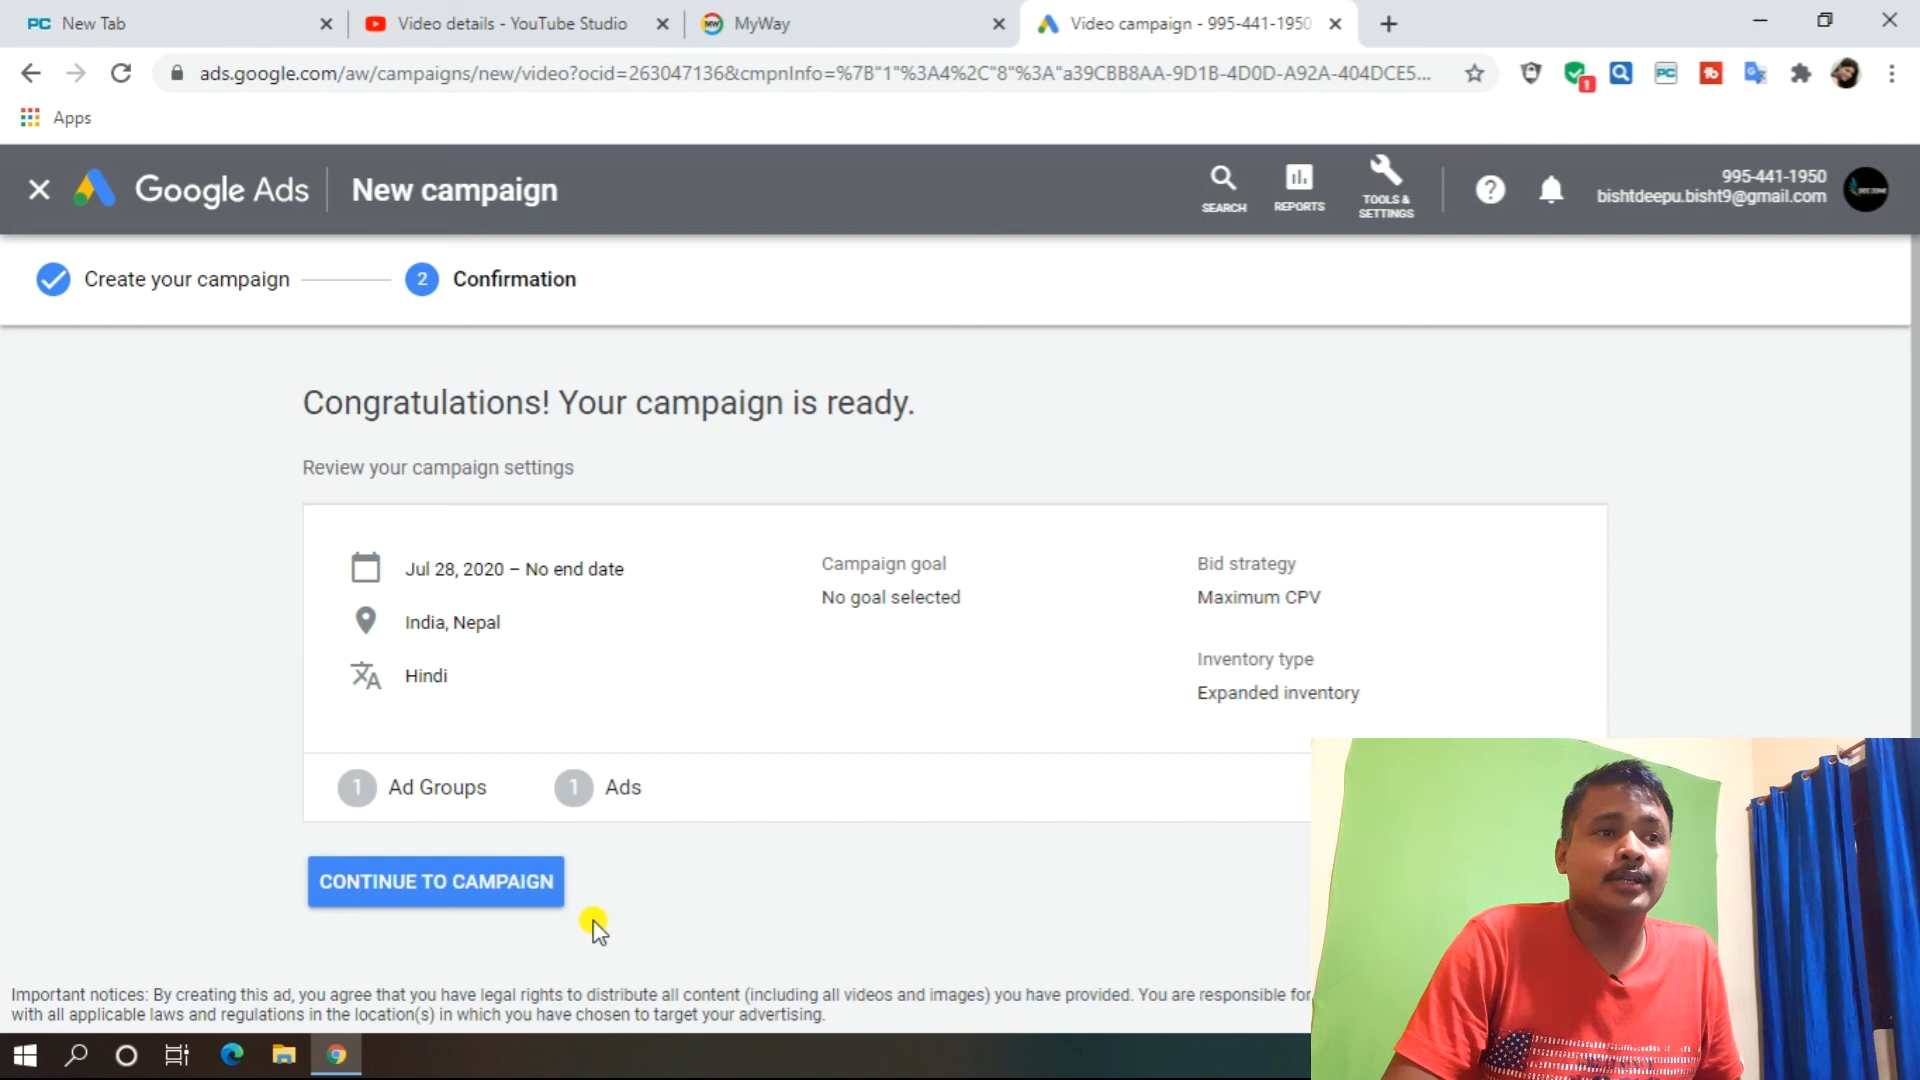 PC New Tab
Video details - YouTube Studio
MW MyWay
Video campaign - 995-441-1950
ads.google.com/aw/campaigns/new/video?ocid=263047136&cmpnInfo=%7B"1"%3A4%2C"8"%3A"a39CBB8AA-9D1B-4D0D-A92A-404DCE5...
1
PC
Apps
Google Ads
New campaign
SEARCH
REPORTS
TOOLS &
SETTINGS
995-441-1950
bishtdeepu.bisht9@gmail.com
Create your campaign
2 Confirmation
Congratulations! Your campaign is ready.
Review your campaign settings
Jul 28, 2020 – No end date
India, Nepal
Hindi
Campaign goal
No goal selected
Bid strategy
Maximum CPV
Inventory type
Expanded inventory
1 Ad Groups
1 Ads
CONTINUE TO CAMPAIGN
Important notices: By creating this ad, you agree that you have legal rights to distribute all content (including all videos and images) you have provided. You are responsible for
with all applicable laws and regulations in the location(s) in which you have chosen to target your advertising.